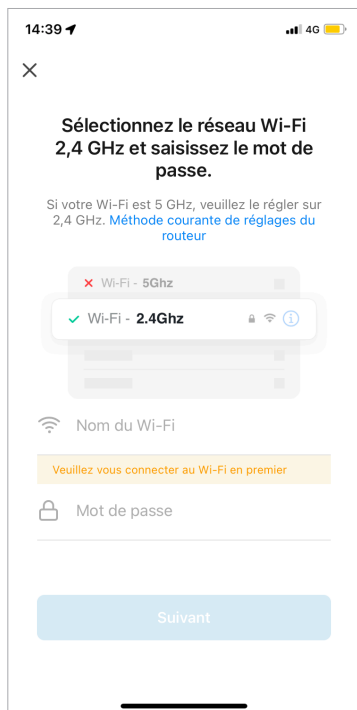 14:39
4G
Sélectionnez le réseau Wi-Fi
2,4 GHz et saisissez le mot de
passe.
Si votre Wi-Fi est 5 GHz, veuillez le régler sur
2,4 GHz. Méthode courante de réglages du
routeur
Wi-Fi - 5Ghz
Wi-Fi - 2.4Ghz
Nom du Wi-Fi
Veuillez vous connecter au Wi-Fi en premier
Mot de passe
Suivant